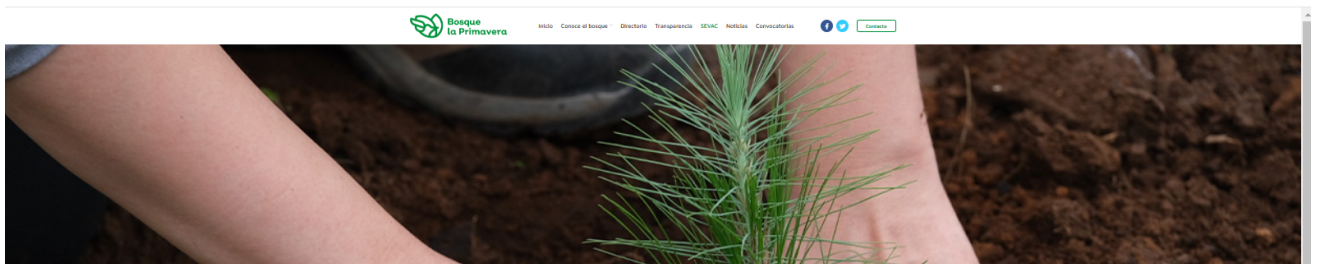 Bosque
la Primavera
Inicio Conoce el bosque Directorio Transparencia SEVAC Noticias Convocatorias Contacto